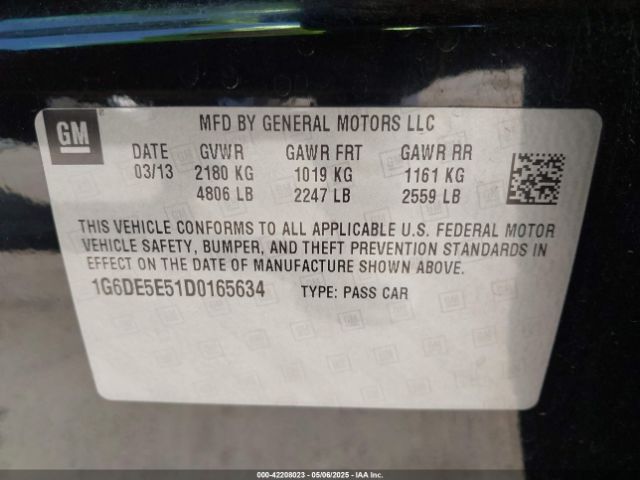 GM
MFD BY GENERAL MOTORS LLC
DATE GVWR GAWR FRT GAWR RR
03/13 2180 KG 1019 KG 1161 KG
4806 LB 2247 LB 2559 LB
THIS VEHICLE CONFORMS TO ALL APPLICABLE U.S. FEDERAL MOTOR
VEHICLE SAFETY, BUMPER, AND THEFT PREVENTION STANDARDS IN
EFFECT ON THE DATE OF MANUFACTURE SHOWN ABOVE.
1G6DE5E51D0165634 TYPE: PASS CAR
000-42208023 - 05/06/2025 - IAA Inc.